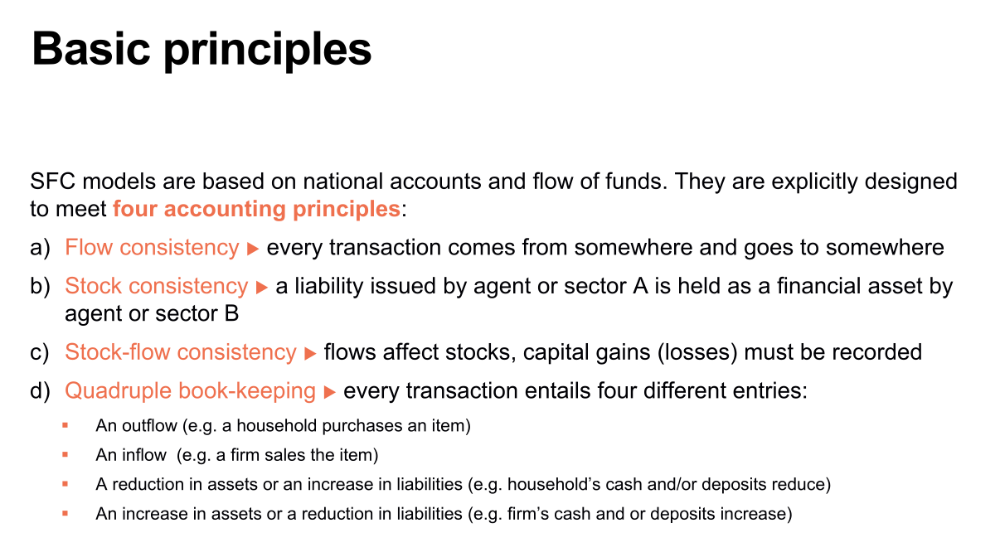 Basic principles
SFC models are based on national accounts and flow of funds. They are explicitly designed
to meet four accounting principles:
a) Flow consistency ▶ every transaction comes from somewhere and goes to somewhere
b) Stock consistency ▶ a liability issued by agent or sector A is held as a financial asset by
agent or sector B
c) Stock-flow consistency ▶ flows affect stocks, capital gains (losses) must be recorded
d) Quadruple book-keeping ▶ every transaction entails four different entries:
▪ An outflow (e.g. a household purchases an item)
▪ An inflow (e.g. a firm sales the item)
▪ A reduction in assets or an increase in liabilities (e.g. household’s cash and/or deposits reduce)
▪ An increase in assets or a reduction in liabilities (e.g. firm’s cash and or deposits increase)